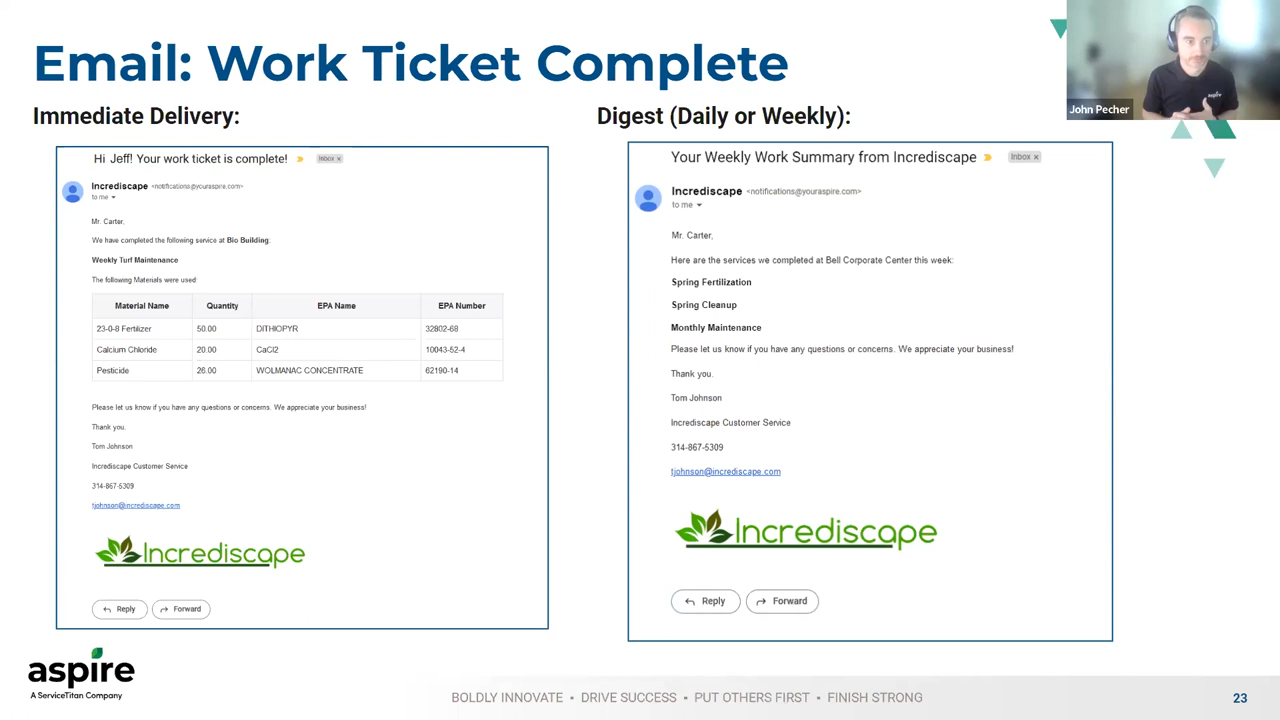 Email: Work Ticket Complete
John Pecher
aspire
Immediate Delivery:
Hi Jeff! Your work ticket is complete!
Inbox x
Incrediscape <notifications@youraspire.com>
to me
Mr. Carter,
We have completed the following service at Bio Building:
Weekly Turf Maintenance
The following Materials were used:
Material Name Quantity EPA Name EPA Number
23-0-8 Fertilizer 50.00 DITHIOPYR 32802-68
Calcium Chloride 20.00 CaCl2 10043-52-4
Pesticide 26.00 WOLMANAC CONCENTRATE 62190-14
Please let us know if you have any questions or concerns. We appreciate your business!
Thank you.
Tom Johnson
Incrediscape Customer Service
314-867-5309
tjohnson@incrediscape.com
Incrediscape
Reply Forward
Digest (Daily or Weekly):
Your Weekly Work Summary from Incrediscape
Inbox x
Incrediscape <notifications@youraspire.com>
to me
Mr. Carter,
Here are the services we completed at Bell Corporate Center this week:
Spring Fertilization
Spring Cleanup
Monthly Maintenance
Please let us know if you have any questions or concerns. We appreciate your business!
Thank you.
Tom Johnson
Incrediscape Customer Service
314-867-5309
tjohnson@incrediscape.com
Incrediscape
Reply Forward
aspire
A ServiceTitan Company
BOLDLY INNOVATE • DRIVE SUCCESS • PUT OTHERS FIRST • FINISH STRONG
23